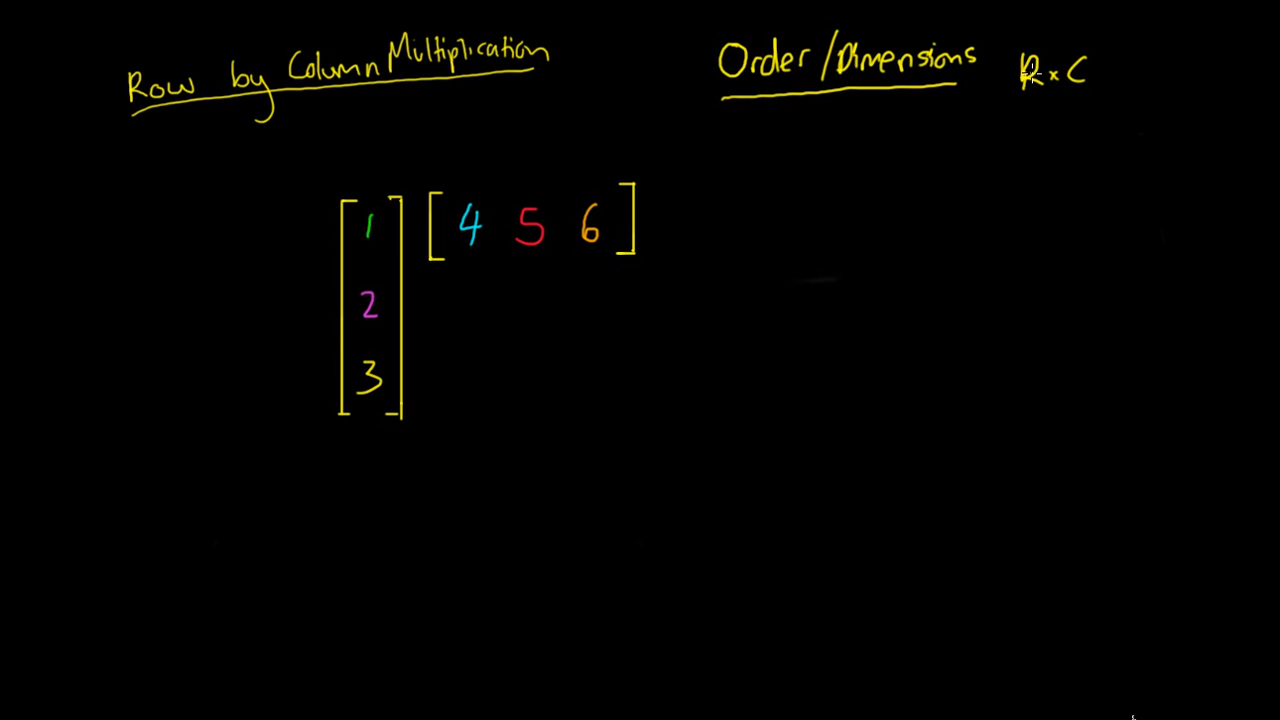 Row by Column Multiplication
Order/Dimensions R x C
[1] [4 5 6]
2
3